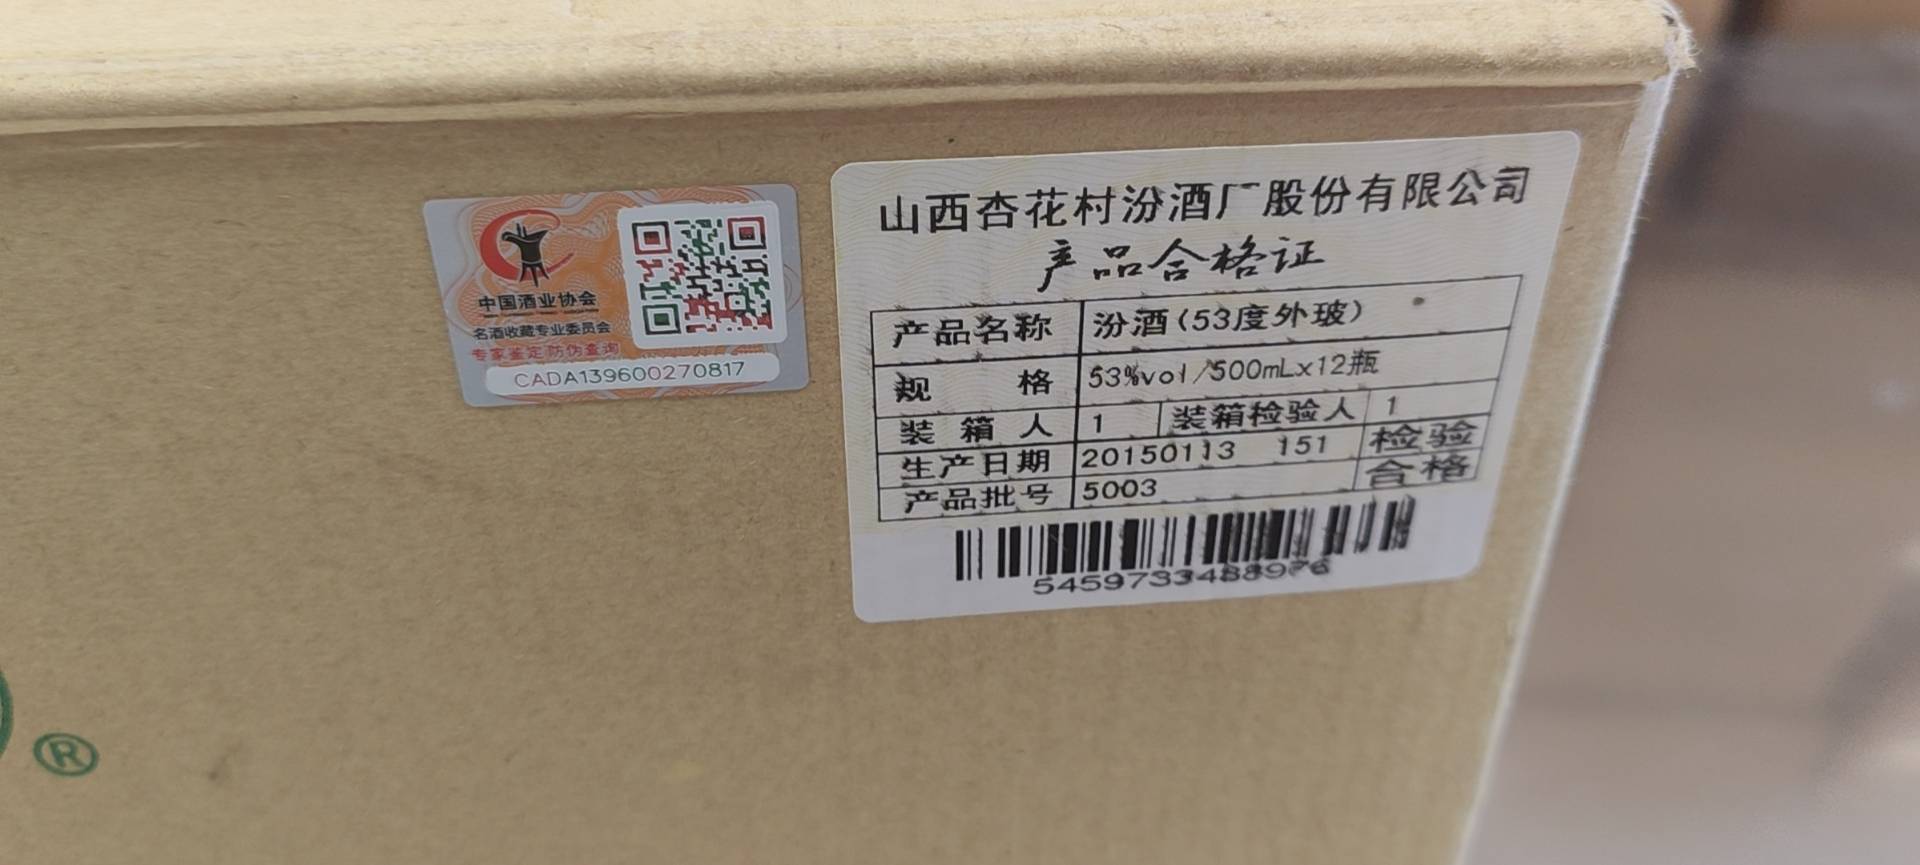 中国酒业协会
名酒收藏专业委员会
专家鉴定防伪查询
CADA139600270817
山西杏花村汾酒厂股份有限公司
产品合格证
产品名称 汾酒(53度外玻)
规格 53%vol/500mLx12瓶
装箱人 1 装箱检验人 1
生产日期 20150113 151 检验
产品批号 5003 合格
5459733488976
®